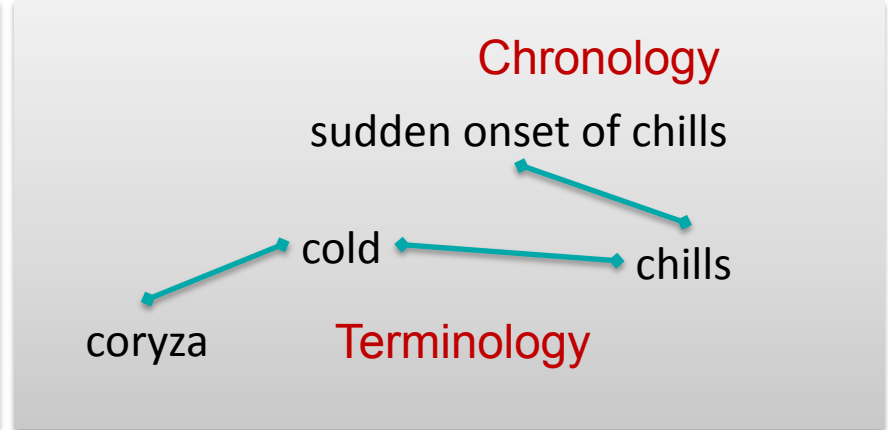 Chronology
sudden onset of chills
cold
chills
coryza
Terminology